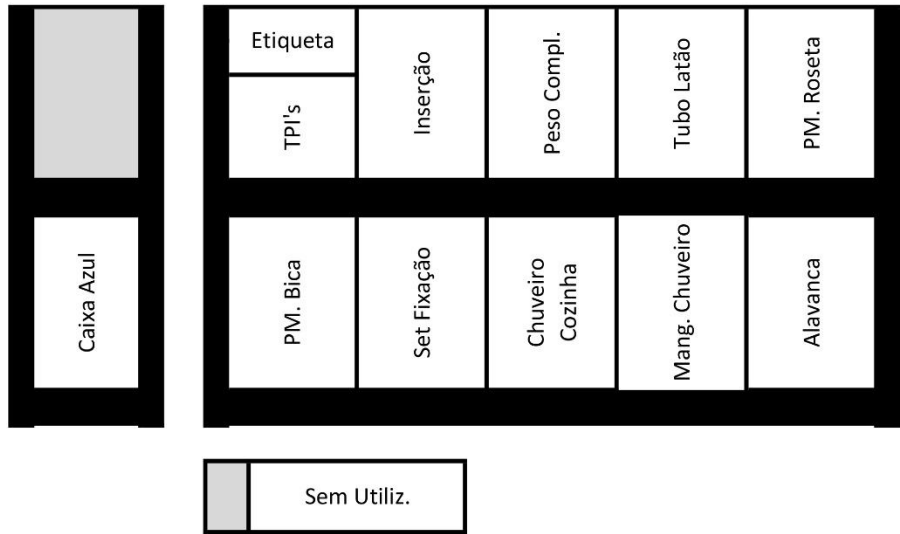 Etiqueta
TPI's
Inserção
Peso Compl.
Tubo Latão
PM. Roseta
Caixa Azul
PM. Bica
Set Fixação
Chuveiro
Cozinha
Mang. Chuveiro
Alavanca
Sem Utiliz.